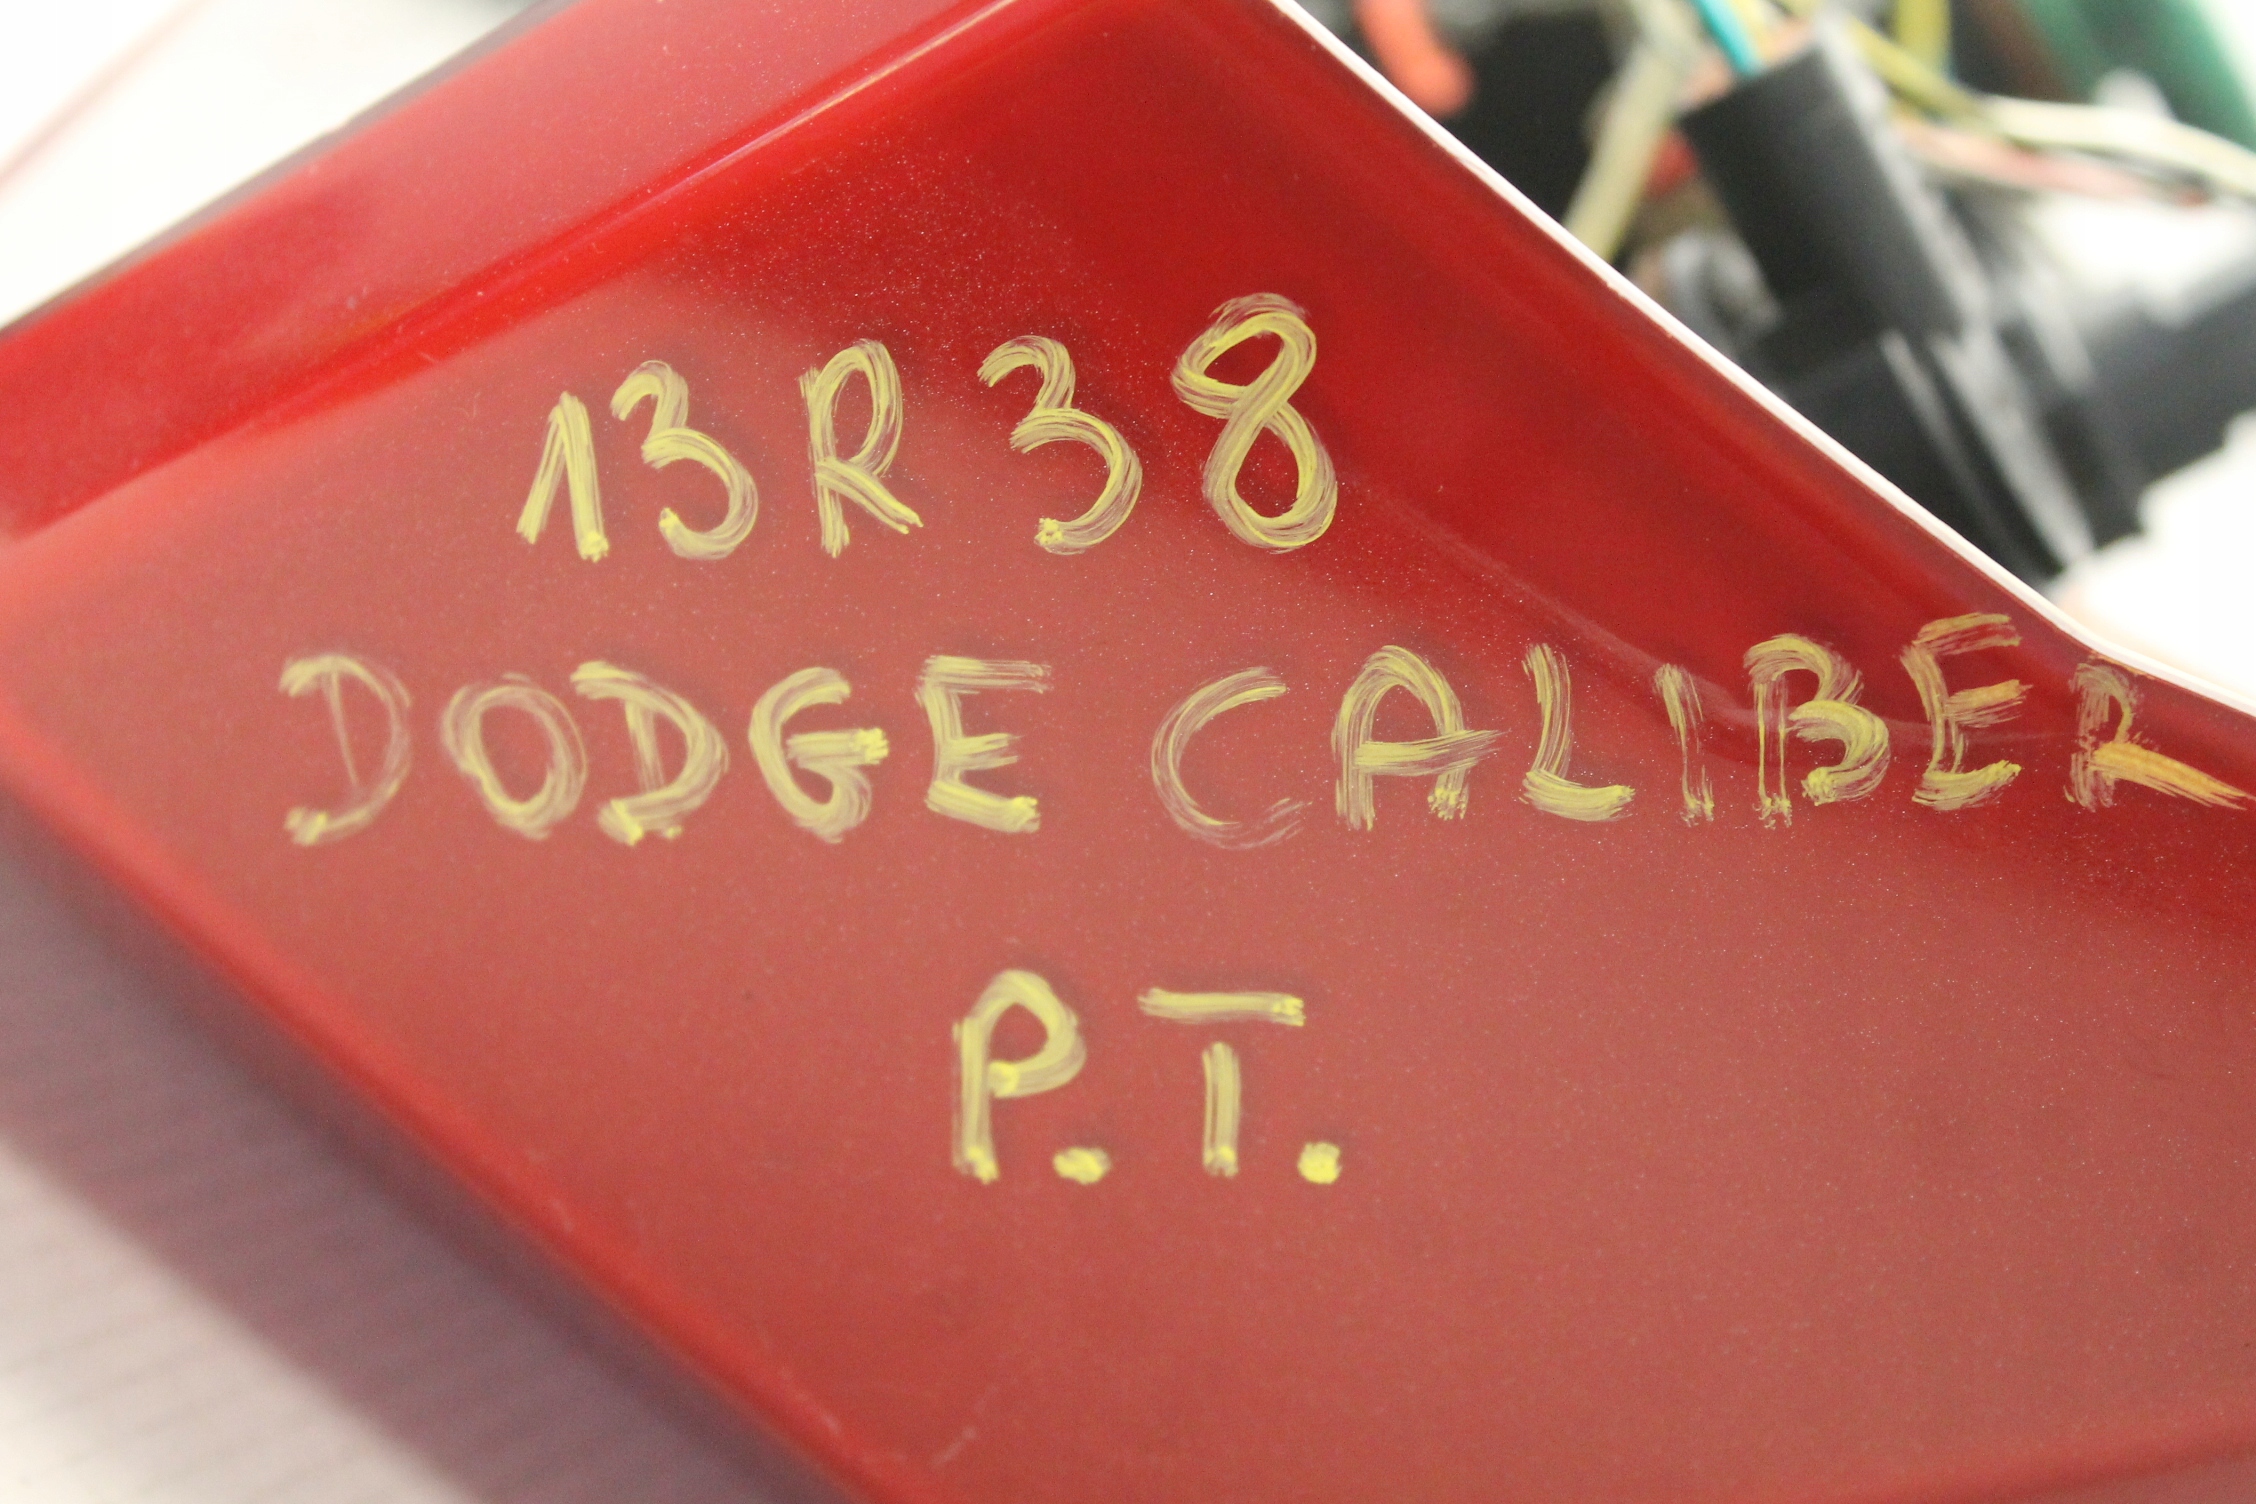 13R38
DODGE CALIBER
P.T.